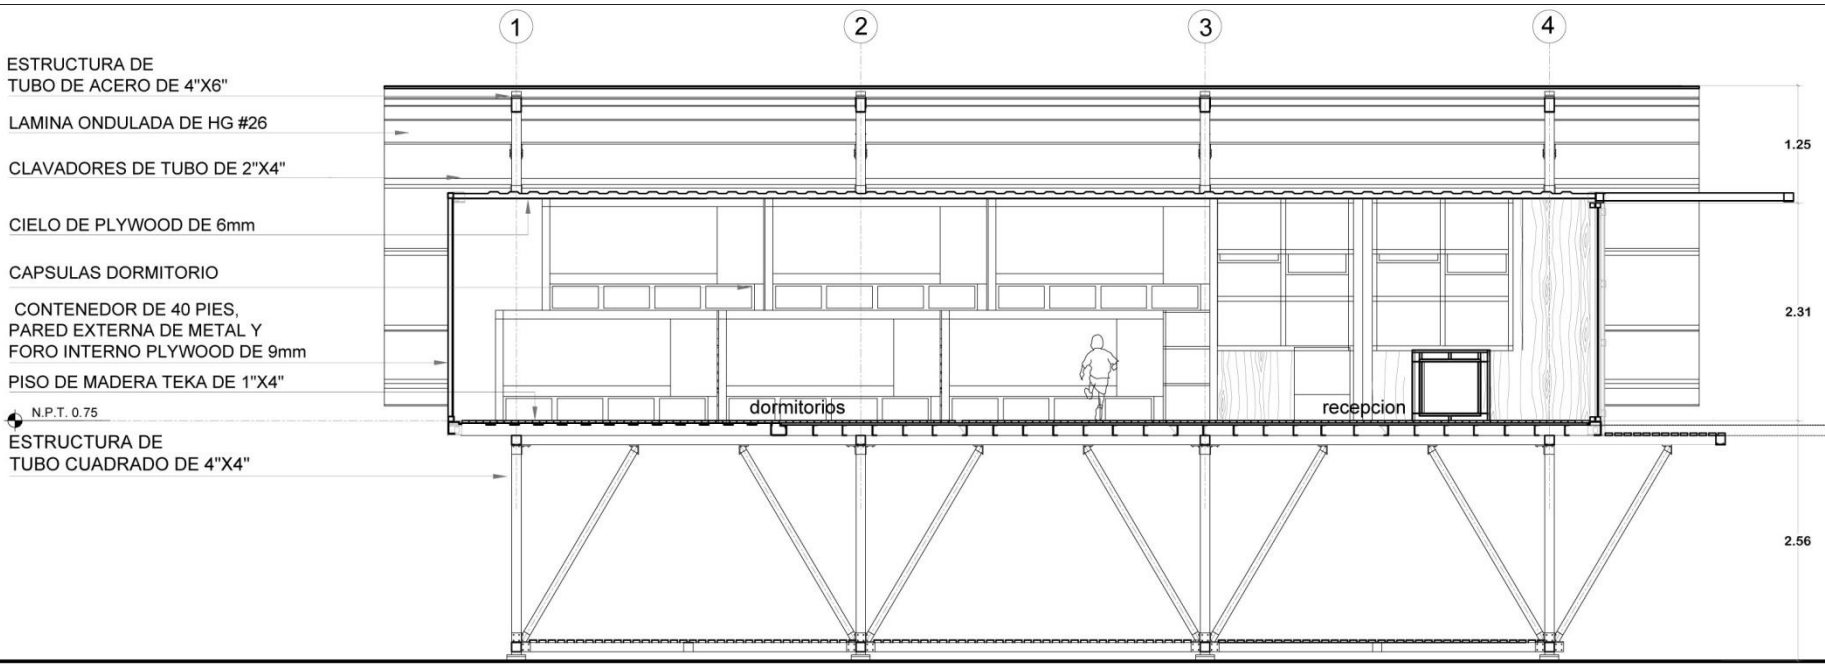 1
2
3
4
ESTRUCTURA DE
TUBO DE ACERO DE 4"X6"
LAMINA ONDULADA DE HG #26
CLAVADORES DE TUBO DE 2"X4"
CIELO DE PLYWOOD DE 6mm
CAPSULAS DORMITORIO
CONTENEDOR DE 40 PIES,
PARED EXTERNA DE METAL Y
FORO INTERNO PLYWOOD DE 9mm
PISO DE MADERA TEKA DE 1"X4"
N.P.T. 0.75
ESTRUCTURA DE
TUBO CUADRADO DE 4"X4"
dormitorios
recepcion
1.25
2.31
2.56